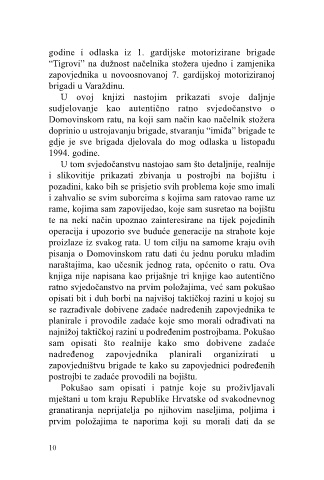 godine i odlaska iz 1. gardijske motorizirane brigade
“Tigrovi” na dužnost načelnika stožera ujedno i zamjenika
zapovjednika u novoosnovanoj 7. gardijskoj motoriziranoj
brigadi u Varaždinu.
U ovoj knjizi nastojim prikazati svoje daljnje
sudjelovanje kao autentično ratno svjedočanstvo o
Domovinskom ratu, na koji sam način kao načelnik stožera
doprinio u ustrojavanju brigade, stvaranju “imiđa” brigade te
gdje je sve brigada djelovala do mog odlaska u listopadu
1994. godine.
U tom svjedočanstvu nastojao sam što detaljnije, realnije
i slikovitije prikazati zbivanja u postrojbi na bojištu i
pozadini, kako bih se prisjetio svih problema koje smo imali
i zahvalio se svim suborcima s kojima sam ratovao rame uz
rame, kojima sam zapovijedao, koje sam susretao na bojištu
te na neki način upoznao zainteresirane na tijek pojedinih
operacija i upozorio sve buduće generacije na strahote koje
proizlaze iz svakog rata. U tom cilju na samome kraju ovih
pisanja o Domovinskom ratu dati ću jednu poruku mladim
naraštajima, kao učesnik jednog rata, općenito o ratu. Ova
knjiga nije napisana kao prijašnje tri knjige kao autentično
ratno svjedočanstvo na prvim položajima, već sam pokušao
opisati bit i duh borbi na najvišoj taktičkoj razini u kojoj su
se razrađivale dobivene zadaće nadređenih zapovjednika te
planirale i provodile zadaće koje smo morali odrađivati na
najnižoj taktičkoj razini u podređenim postrojbama. Pokušao
sam opisati što realnije kako smo dobivene zadaće
nadređenog zapovjednika planirali organizirati u
zapovjedništvu brigade te kako su zapovjednici podređenih
postrojbi te zadaće provodili na bojištu.
Pokušao sam opisati i patnje koje su proživljavali
mještani u tom kraju Republike Hrvatske od svakodnevnog
granatiranja neprijatelja po njihovim naseljima, poljima i
prvim položajima te naporima koji su morali dati da se
10